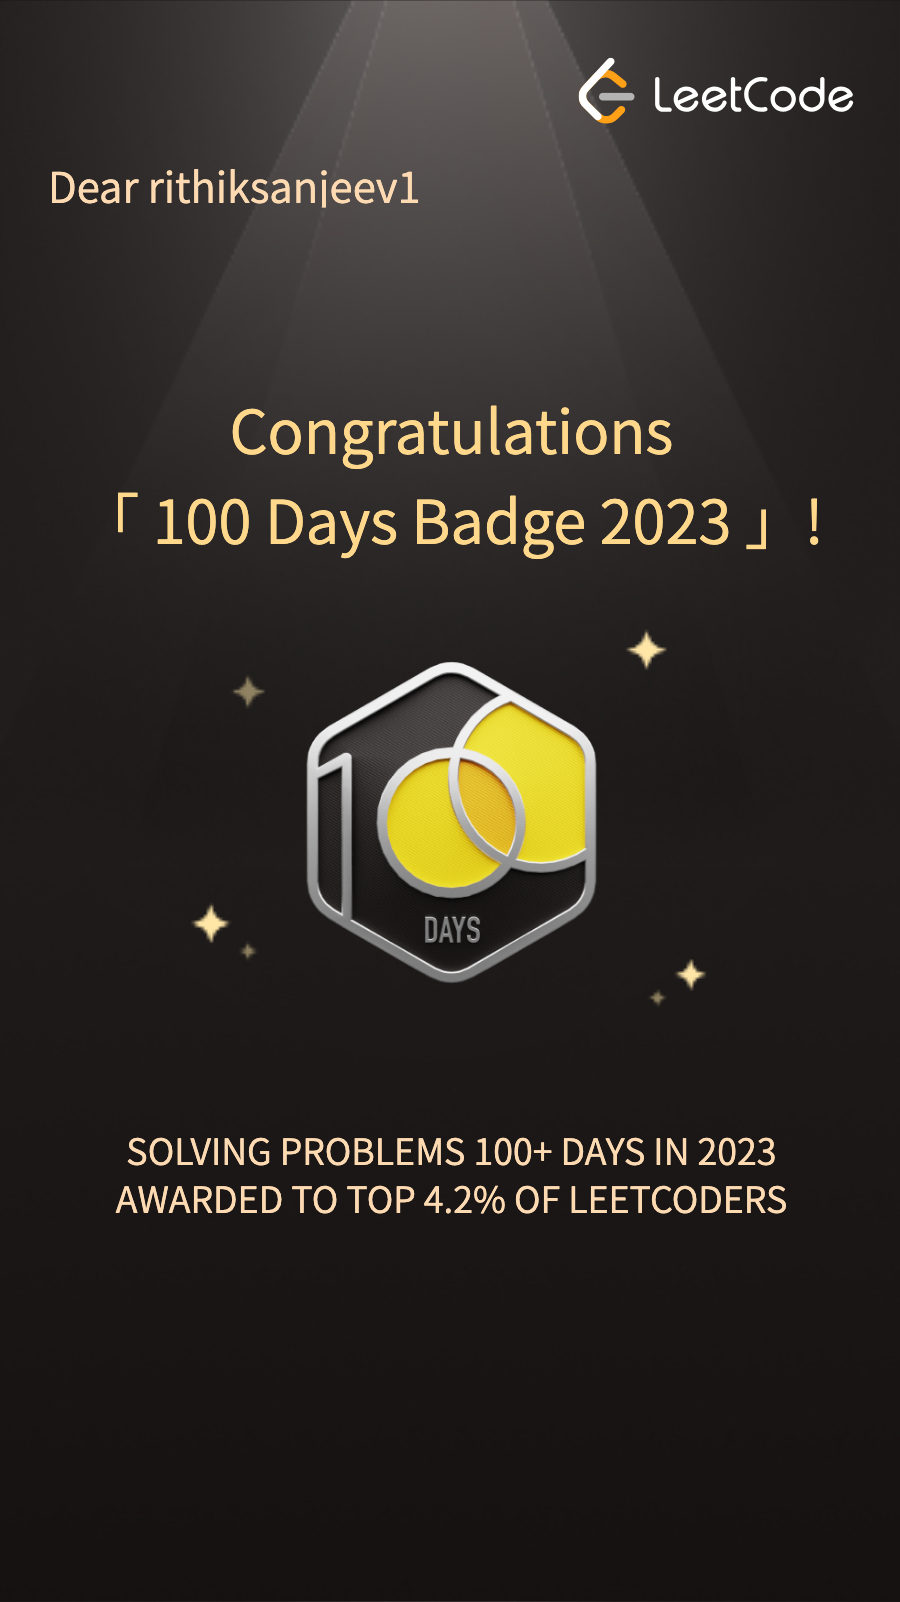 LeetCode
Dear rithiksanjeev1
Congratulations
「 100 Days Badge 2023 」 !
100
DAYS
SOLVING PROBLEMS 100+ DAYS IN 2023
AWARDED TO TOP 4.2% OF LEETCODERS